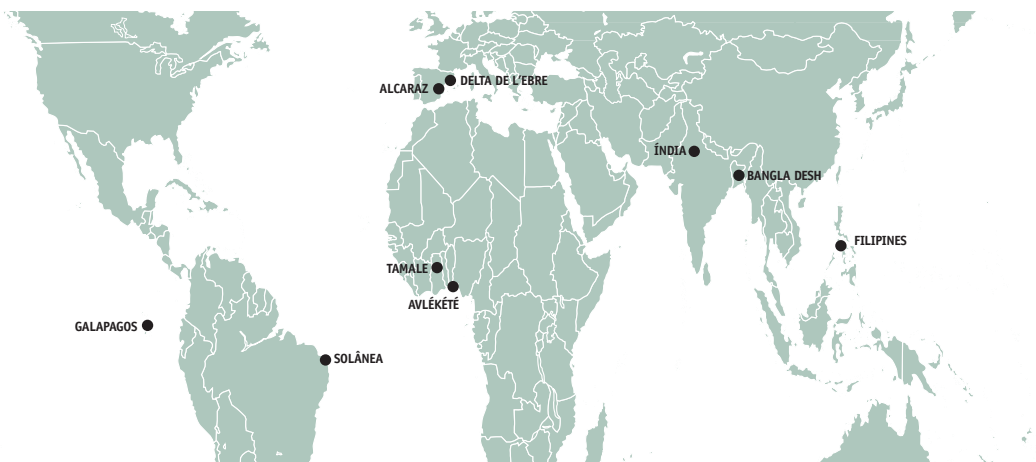 DELTA DE L'EBRE
ALCARAZ
ÍNDIA
BANGLA DESH
FILIPINES
TAMALE
AVLÉKÉTÉ
GALAPAGOS
SOLÂNEA